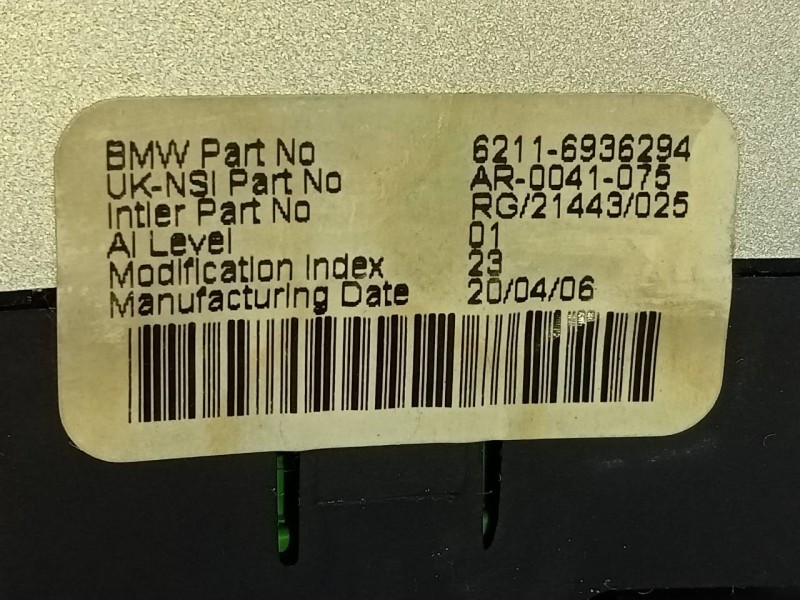 BMW Part No 6211-6936294
UK-NSI Part No AR-0041-075
Intier Part No RG/21443/025
AI Level 01
Modification Index 23
Manufacturing Date 20/04/06